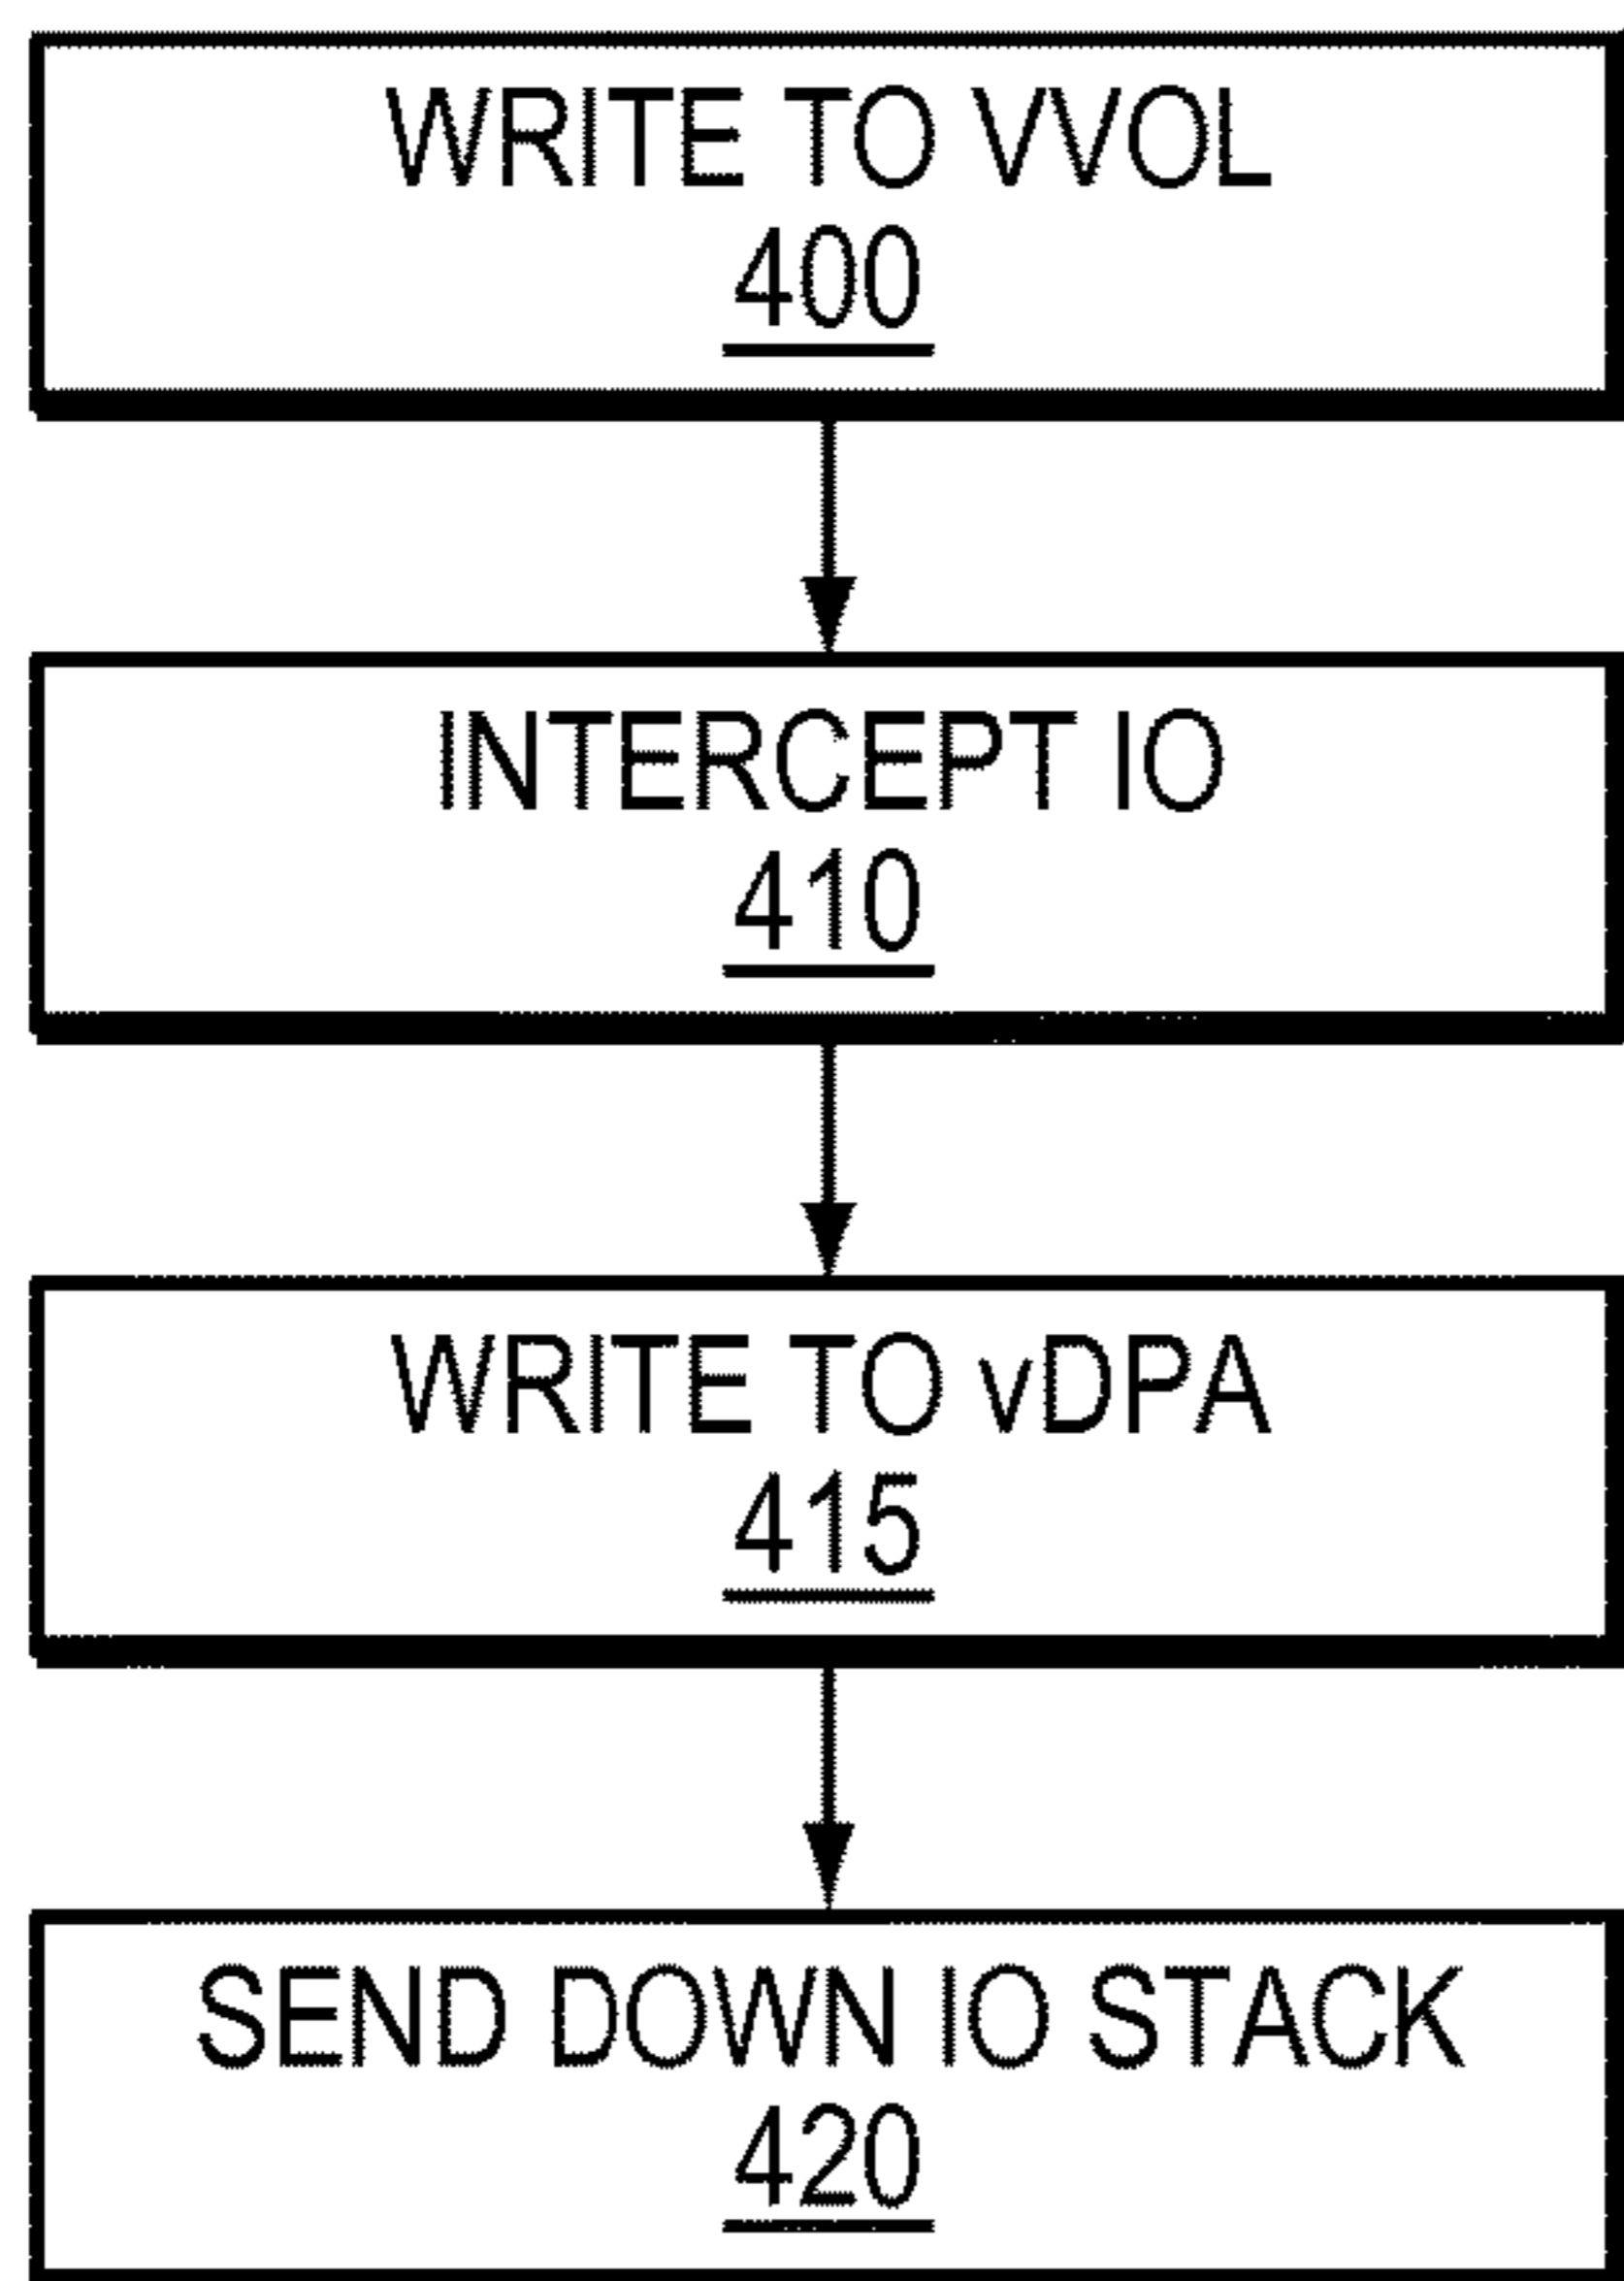 WRITE TO VVOL
400
INTERCEPT IO
410
WRITE TO vDPA
415
SEND DOWN IO STACK
420